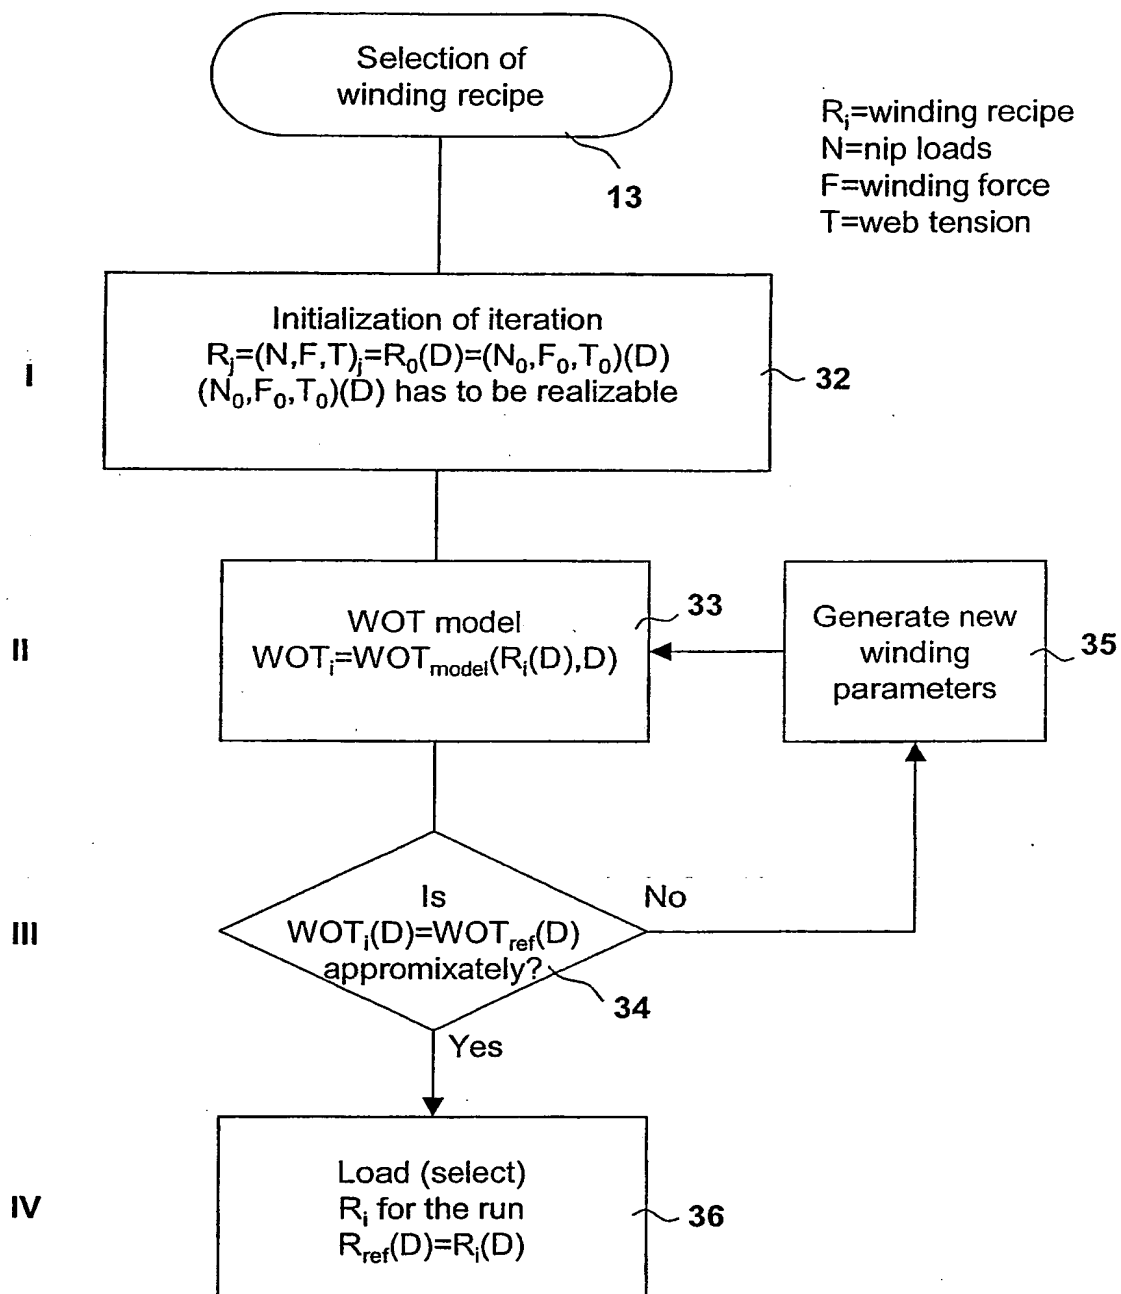 Selection of
winding recipe
13
Rᵢ=winding recipe
N=nip loads
F=winding force
T=web tension
I
Initialization of iteration
Rⱼ=(N,F,T)ⱼ=R₀(D)=(N₀,F₀,T₀)(D)
(N₀,F₀,T₀)(D) has to be realizable
32
II
WOT model
WOTᵢ=WOTmodel(Rᵢ(D),D)
33
Generate new
winding
parameters
35
III
Is
WOTᵢ(D)=WOTref(D)
appromixately?
34
No
Yes
IV
Load (select)
Rᵢ for the run
Rref(D)=Rᵢ(D)
36